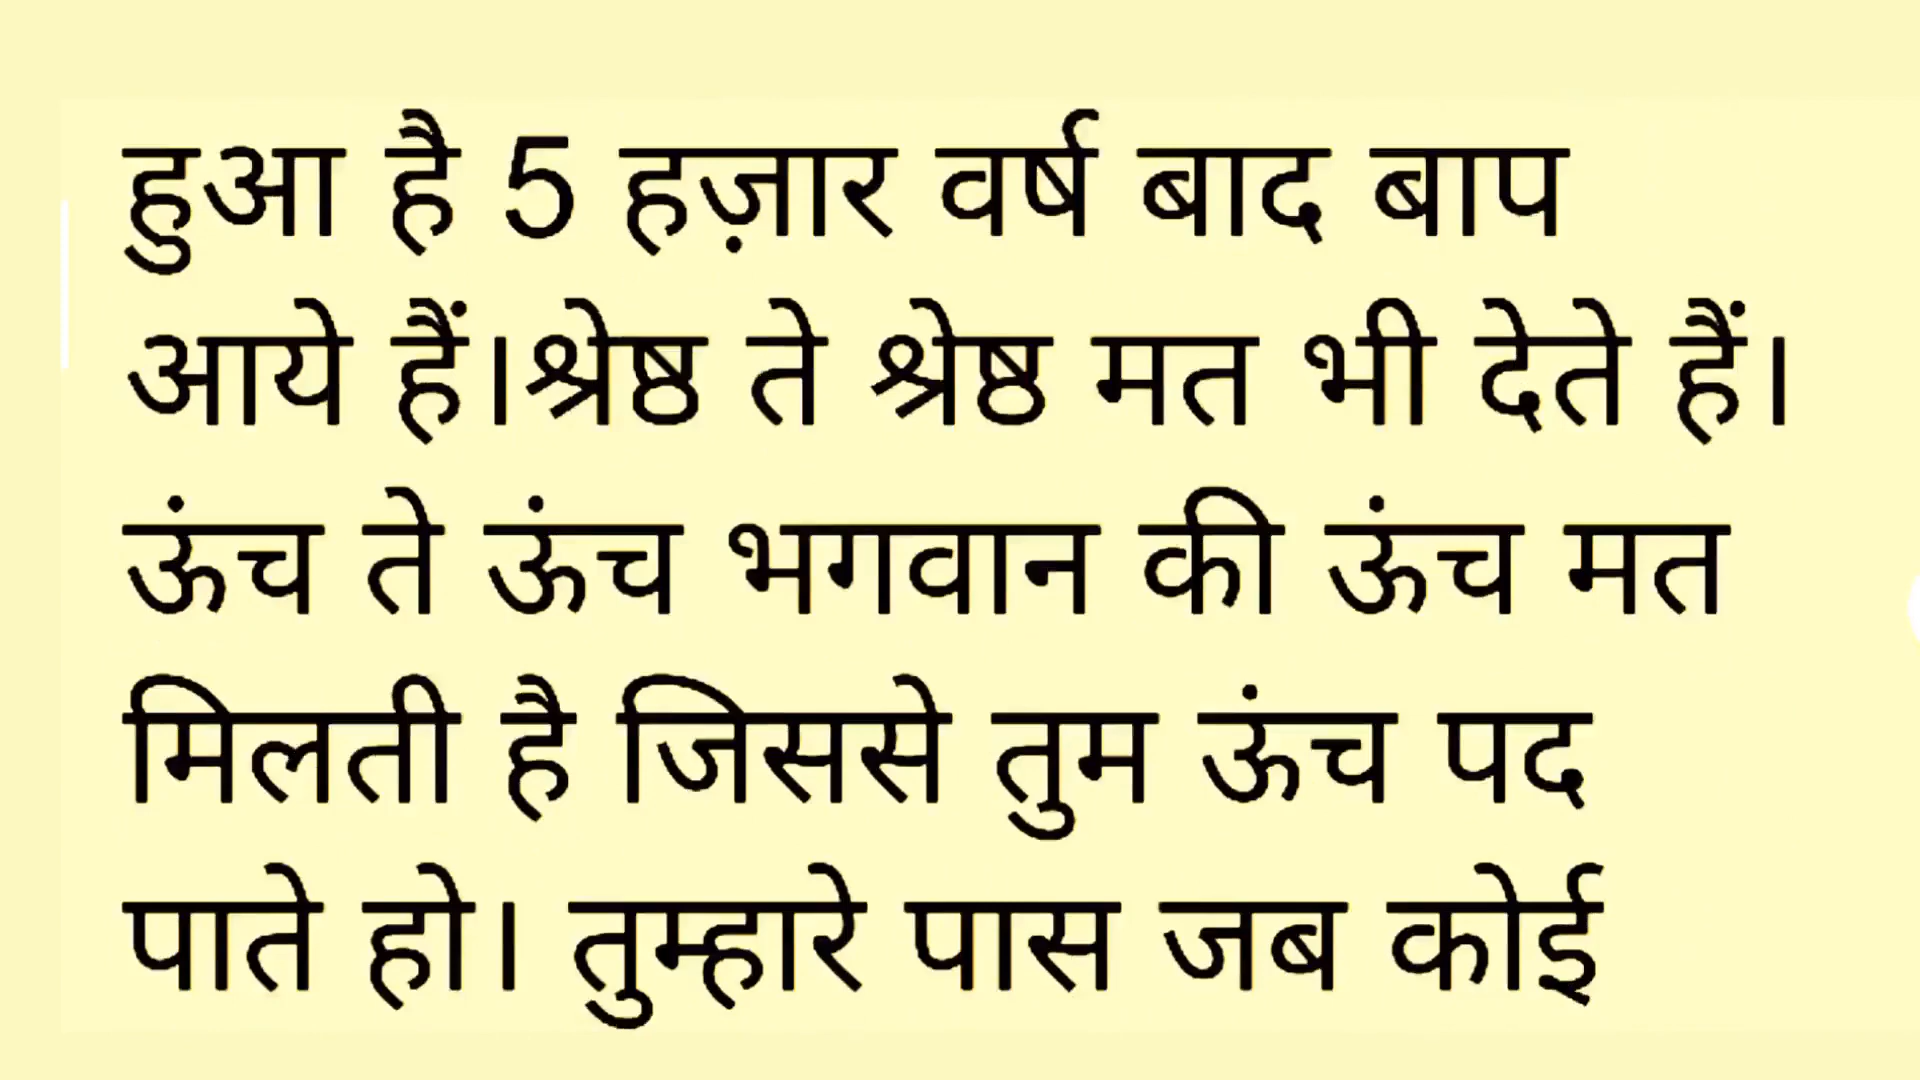 हुआ है 5 हज़ार वर्ष बाद बाप
आये हैं।श्रेष्ठ ते श्रेष्ठ मत भी देते हैं।
ऊंच ते ऊंच भगवान की ऊंच मत
मिलती है जिससे तुम ऊंच पद
पाते हो। तुम्हारे पास जब कोई